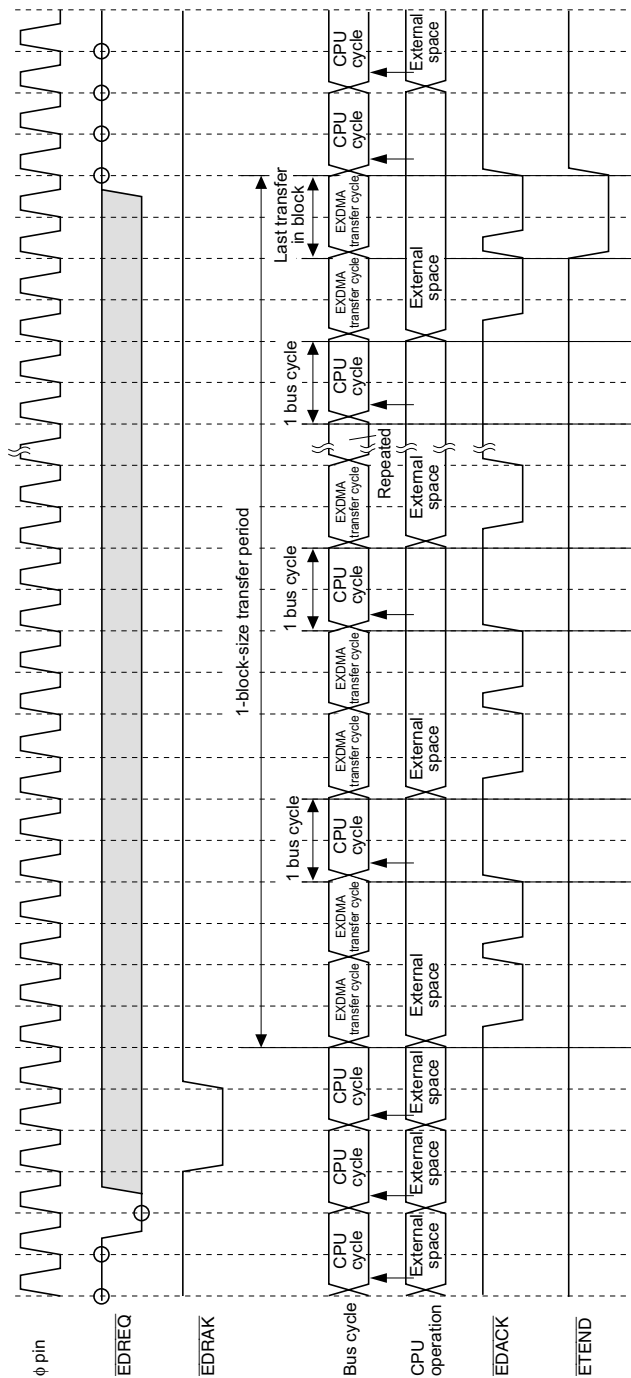 φ pin
EDREQ
EDRAK
1-block-size transfer period
Last transfer
in block
1 bus cycle
1 bus cycle
1 bus cycle
Bus cycle
CPU
cycle
CPU
cycle
CPU
cycle
EXDMA
transfer cycle
EXDMA
transfer cycle
CPU
cycle
EXDMA
transfer cycle
EXDMA
transfer cycle
CPU
cycle
EXDMA
transfer cycle
Repeated
CPU
cycle
EXDMA
transfer cycle
EXDMA
transfer cycle
CPU
cycle
CPU
cycle
CPU
operation
External
space
External
space
External
space
External
space
External
space
External
space
External
space
External
space
EDACK
ETEND